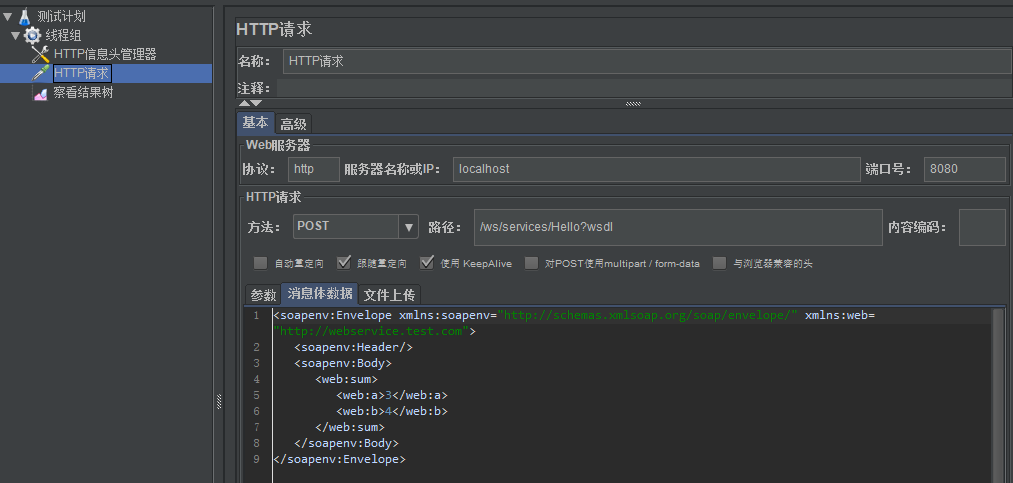 测试计划
线程组
HTTP信息头管理器
HTTP请求
察看结果树
HTTP请求
名称： HTTP请求
注释：
基本 高级
Web服务器
协议： http 服务器名称或IP： localhost 端口号： 8080
HTTP请求
方法： POST 路径： /ws/services/Hello?wsdl 内容编码：
自动重定向 跟随重定向 使用 KeepAlive 对POST使用multipart / form-data 与浏览器兼容的头
参数 消息体数据 文件上传
1 <soapenv:Envelope xmlns:soapenv="http://schemas.xmlsoap.org/soap/envelope/" xmlns:web=
"http://webservice.test.com">
2 <soapenv:Header/>
3 <soapenv:Body>
4 <web:sum>
5 <web:a>3</web:a>
6 <web:b>4</web:b>
7 </web:sum>
8 </soapenv:Body>
9 </soapenv:Envelope>